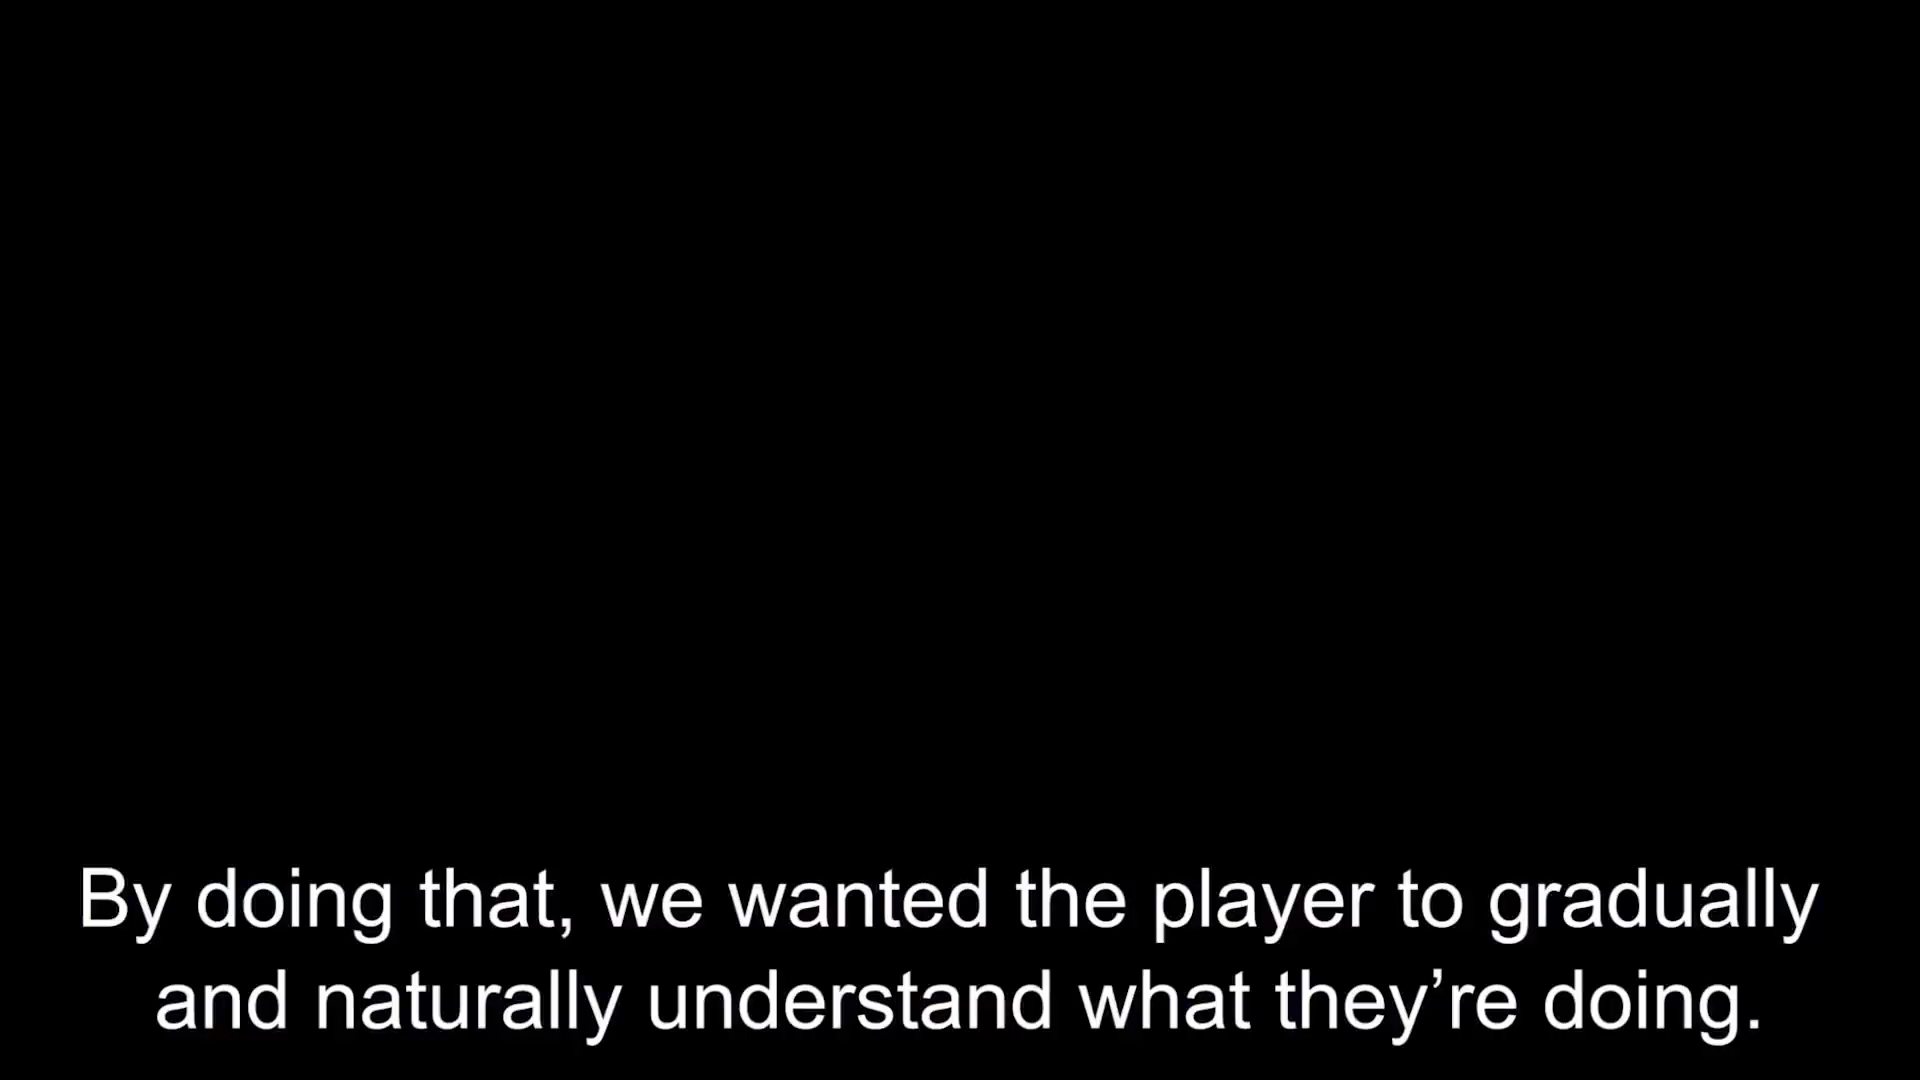 By doing that, we wanted the player to gradually
and naturally understand what they’re doing.